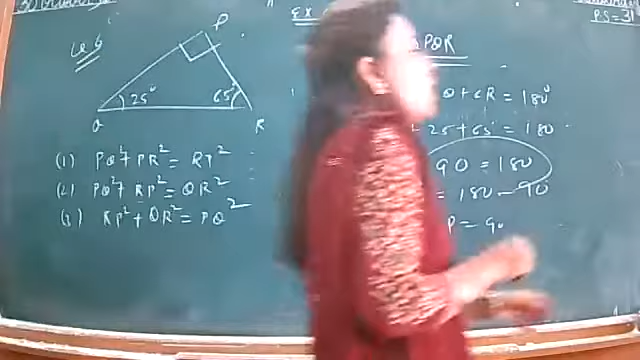 Ex
P
25°
65°
Q
R
(1) PQ²+PR² = RP²
(2) PQ²+RP² = QR²
(3) RP²+QR² = PQ²
PQR
Q + ∠R = 180°
+ 25 + 65° = 180
90 = 180
= 180 - 90
P = 90